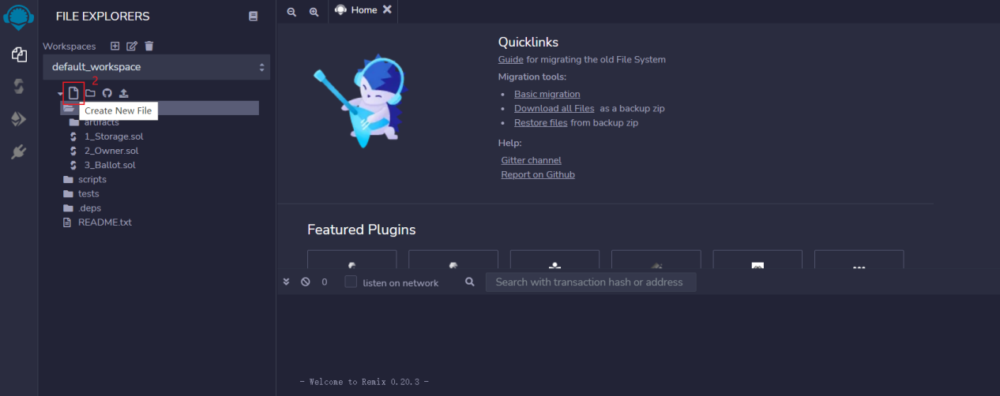 FILE EXPLORERS
Home
Workspaces
default_workspace
2
Create New File
artifacts
1_Storage.sol
2_Owner.sol
3_Ballot.sol
scripts
tests
.deps
README.txt
Quicklinks
Guide for migrating the old File System
Migration tools:
Basic migration
Download all Files as a backup zip
Restore files from backup zip
Help:
Gitter channel
Report on Github
Featured Plugins
0 listen on network Search with transaction hash or address
- Welcome to Remix 0.20.3 -